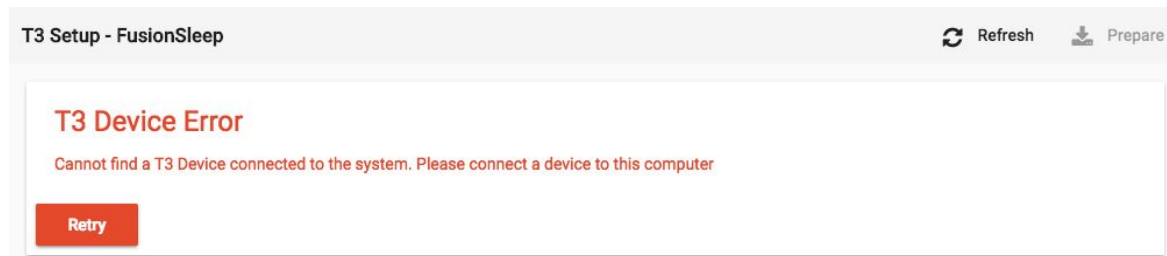 T3 Setup - FusionSleep
Refresh
Prepare
T3 Device Error
Cannot find a T3 Device connected to the system. Please connect a device to this computer
Retry